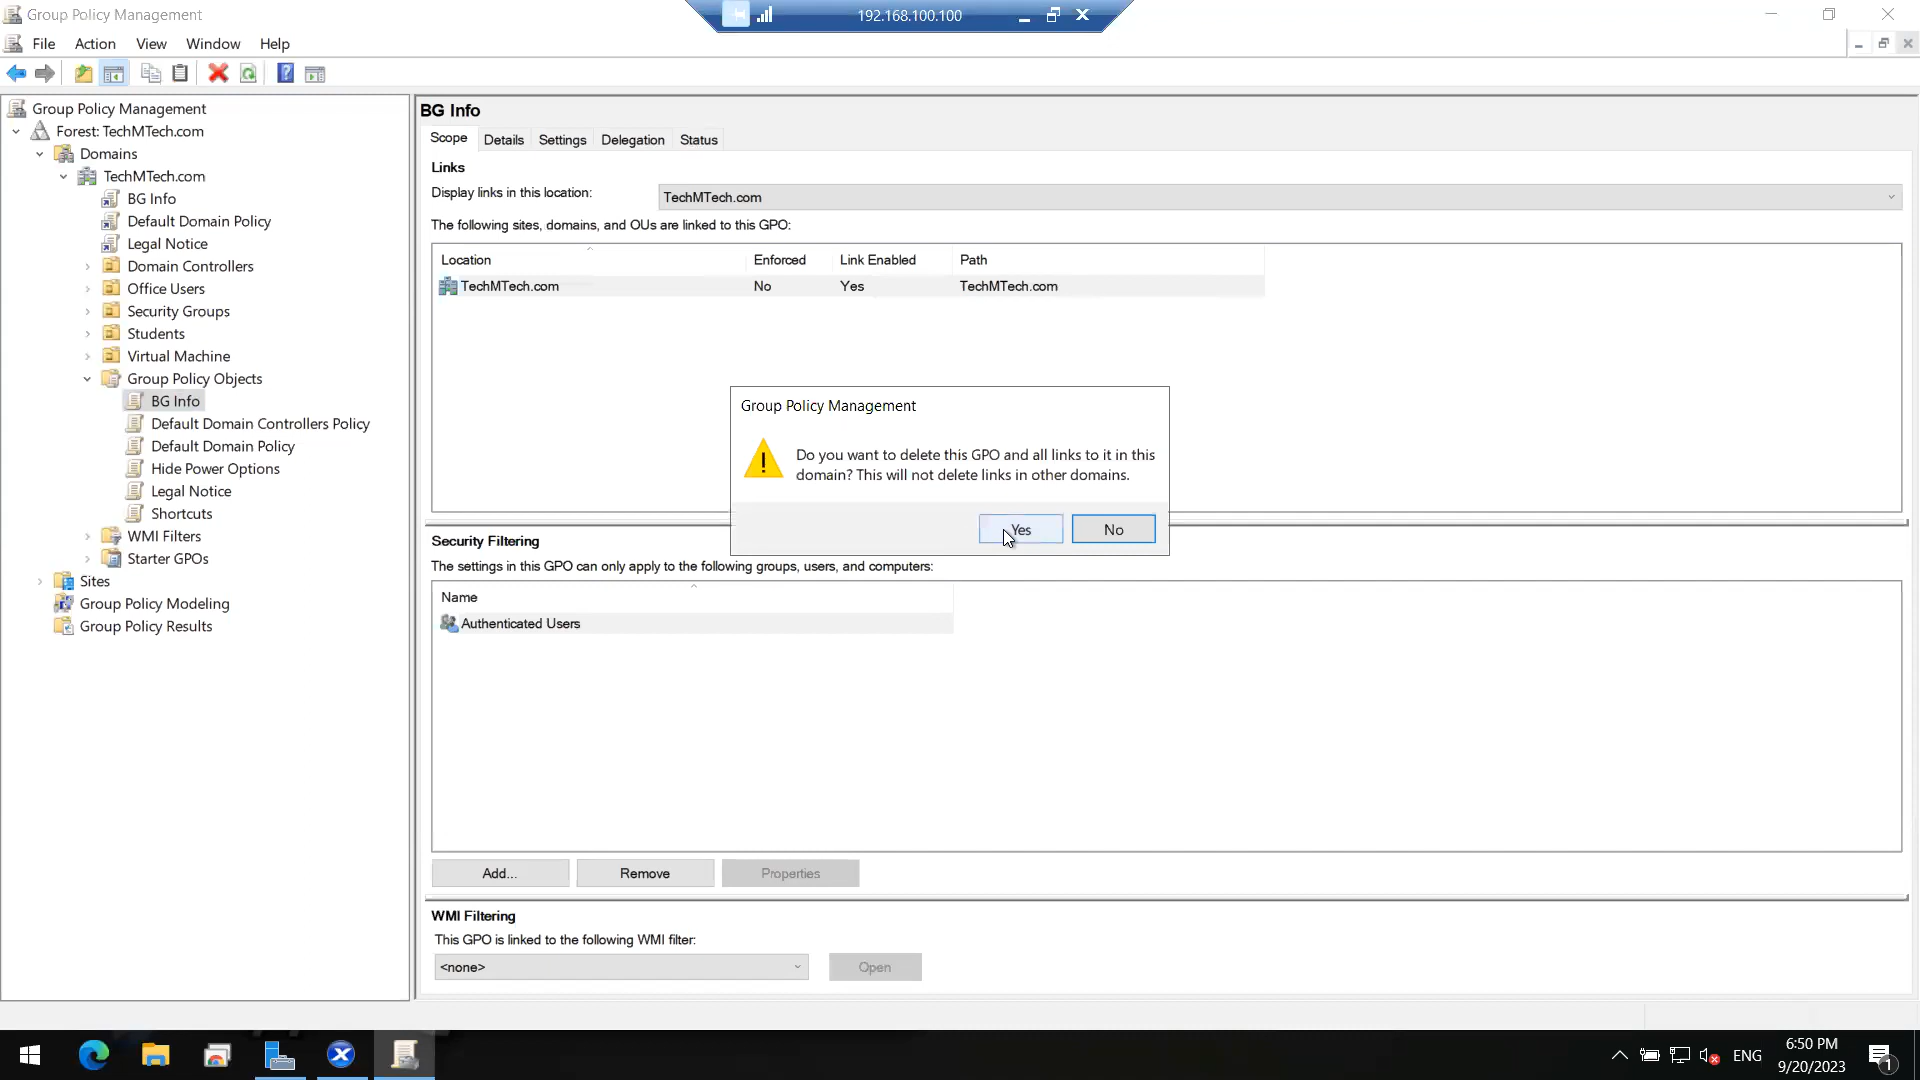 Group Policy Management
192.168.100.100
File Action View Window Help
Group Policy Management
Forest: TechMTech.com
Domains
TechMTech.com
BG Info
Default Domain Policy
Legal Notice
Domain Controllers
Office Users
Security Groups
Students
Virtual Machine
Group Policy Objects
BG Info
Default Domain Controllers Policy
Default Domain Policy
Hide Power Options
Legal Notice
Shortcuts
WMI Filters
Starter GPOs
Sites
Group Policy Modeling
Group Policy Results
BG Info
Scope Details Settings Delegation Status
Links
Display links in this location: TechMTech.com
The following sites, domains, and OUs are linked to this GPO:
Location Enforced Link Enabled Path
TechMTech.com No Yes TechMTech.com
Group Policy Management
Do you want to delete this GPO and all links to it in this
domain? This will not delete links in other domains.
Yes No
Security Filtering
The settings in this GPO can only apply to the following groups, users, and computers:
Name
Authenticated Users
Add... Remove Properties
WMI Filtering
This GPO is linked to the following WMI filter:
<none> Open
ENG
6:50 PM
9/20/2023
1